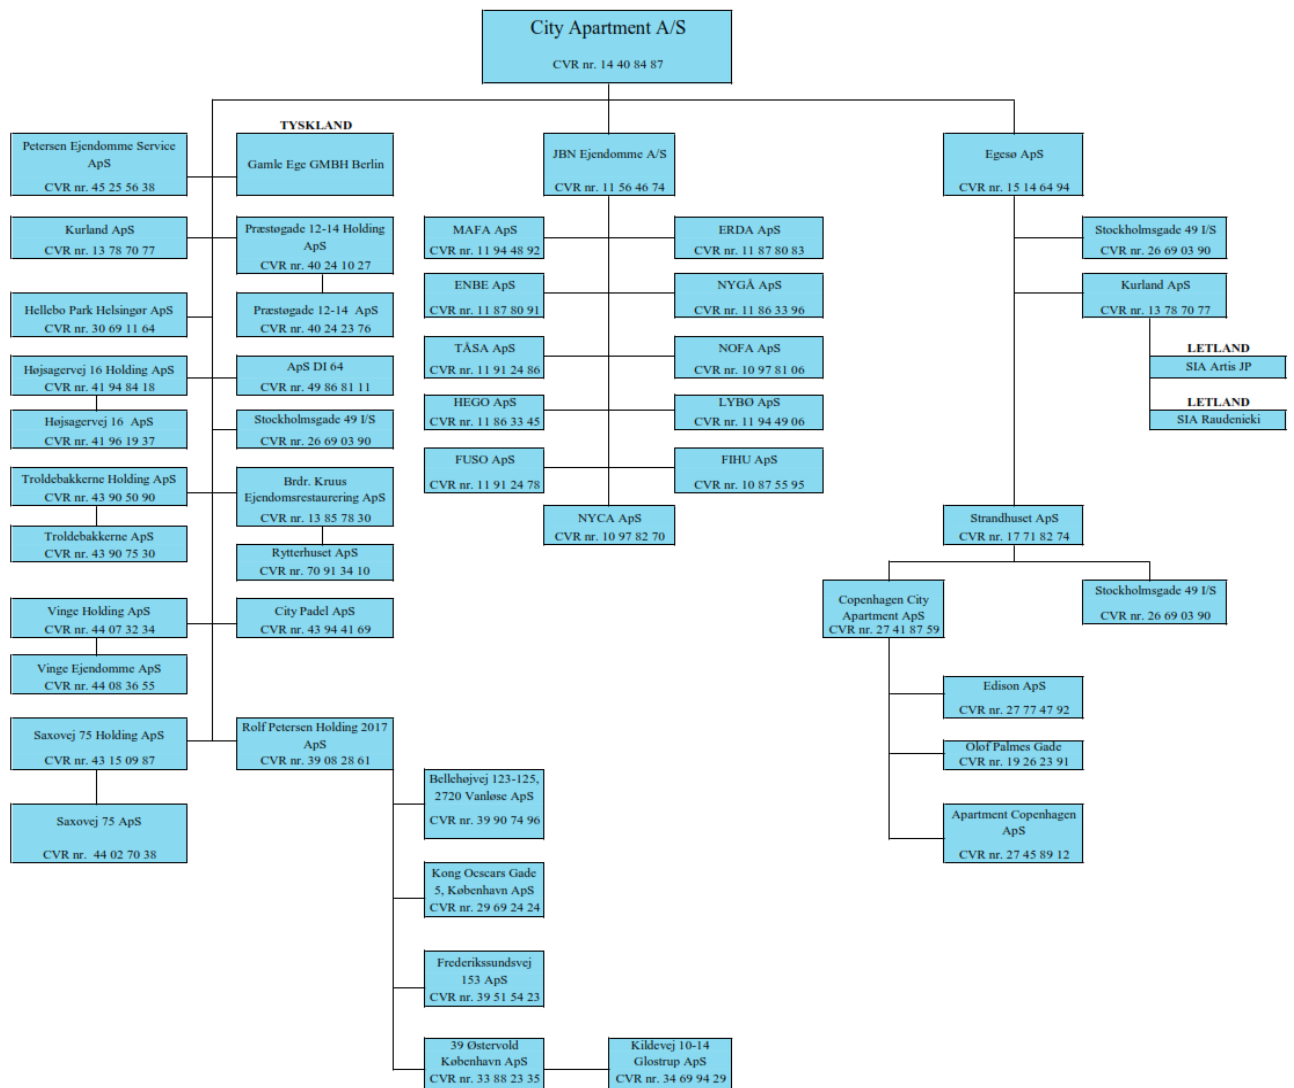 City Apartment A/S
CVR nr. 14 40 84 87
TYSKLAND
Petersen Ejendomme Service
ApS
CVR nr. 45 25 56 38
Gamle Ege GMBH Berlin
JBN Ejendomme A/S
CVR nr. 11 56 46 74
Egesø ApS
CVR nr. 15 14 64 94
Kurland ApS
CVR nr. 13 78 70 77
Præstøgade 12-14 Holding
ApS
CVR nr. 40 24 10 27
MAFA ApS
CVR nr. 11 94 48 92
ERDA ApS
CVR nr. 11 87 80 83
Stockholmsgade 49 I/S
CVR nr. 26 69 03 90
Hellebo Park Helsingør ApS
CVR nr. 30 69 11 64
Præstøgade 12-14 ApS
CVR nr. 40 24 23 76
ENBE ApS
CVR nr. 11 87 80 91
NYGÅ ApS
CVR nr. 11 86 33 96
Kurland ApS
CVR nr. 13 78 70 77
Højsagervej 16 Holding ApS
CVR nr. 41 94 84 18
ApS DI 64
CVR nr. 49 86 81 11
TÅSA ApS
CVR nr. 11 91 24 86
NOFA ApS
CVR nr. 10 97 81 06
LETLAND
SIA Artis JP
Højsagervej 16 ApS
CVR nr. 41 96 19 37
Stockholmsgade 49 I/S
CVR nr. 26 69 03 90
HEGO ApS
CVR nr. 11 86 33 45
LYBØ ApS
CVR nr. 11 94 49 06
LETLAND
SIA Raudenieki
Troldebakkerne Holding ApS
CVR nr. 43 90 50 90
Brdr. Kruus
Ejendomsrestaurering ApS
CVR nr. 13 85 78 30
FUSO ApS
CVR nr. 11 91 24 78
FIHU ApS
CVR nr. 10 87 55 95
Troldebakkerne ApS
CVR nr. 43 90 75 30
Rytterhuset ApS
CVR nr. 70 91 34 10
NYCA ApS
CVR nr. 10 97 82 70
Strandhuset ApS
CVR nr. 17 71 82 74
Vinge Holding ApS
CVR nr. 44 07 32 34
City Padel ApS
CVR nr. 43 94 41 69
Copenhagen City
Apartment ApS
CVR nr. 27 41 87 59
Stockholmsgade 49 I/S
CVR nr. 26 69 03 90
Vinge Ejendomme ApS
CVR nr. 44 08 36 55
Edison ApS
CVR nr. 27 77 47 92
Saxovej 75 Holding ApS
CVR nr. 43 15 09 87
Rolf Petersen Holding 2017
ApS
CVR nr. 39 08 28 61
Olof Palmes Gade
CVR nr. 19 26 23 91
Saxovej 75 ApS
CVR nr. 44 02 70 38
Bellehøjvej 123-125,
2720 Vanløse ApS
CVR nr. 39 90 74 96
Apartment Copenhagen
ApS
CVR nr. 27 45 89 12
Kong Ocscars Gade
5, København ApS
CVR nr. 29 69 24 24
Frederikssundsvej
153 ApS
CVR nr. 39 51 54 23
39 Østervold
København ApS
CVR nr. 33 88 23 35
Kildevej 10-14
Glostrup ApS
CVR nr. 34 69 94 29